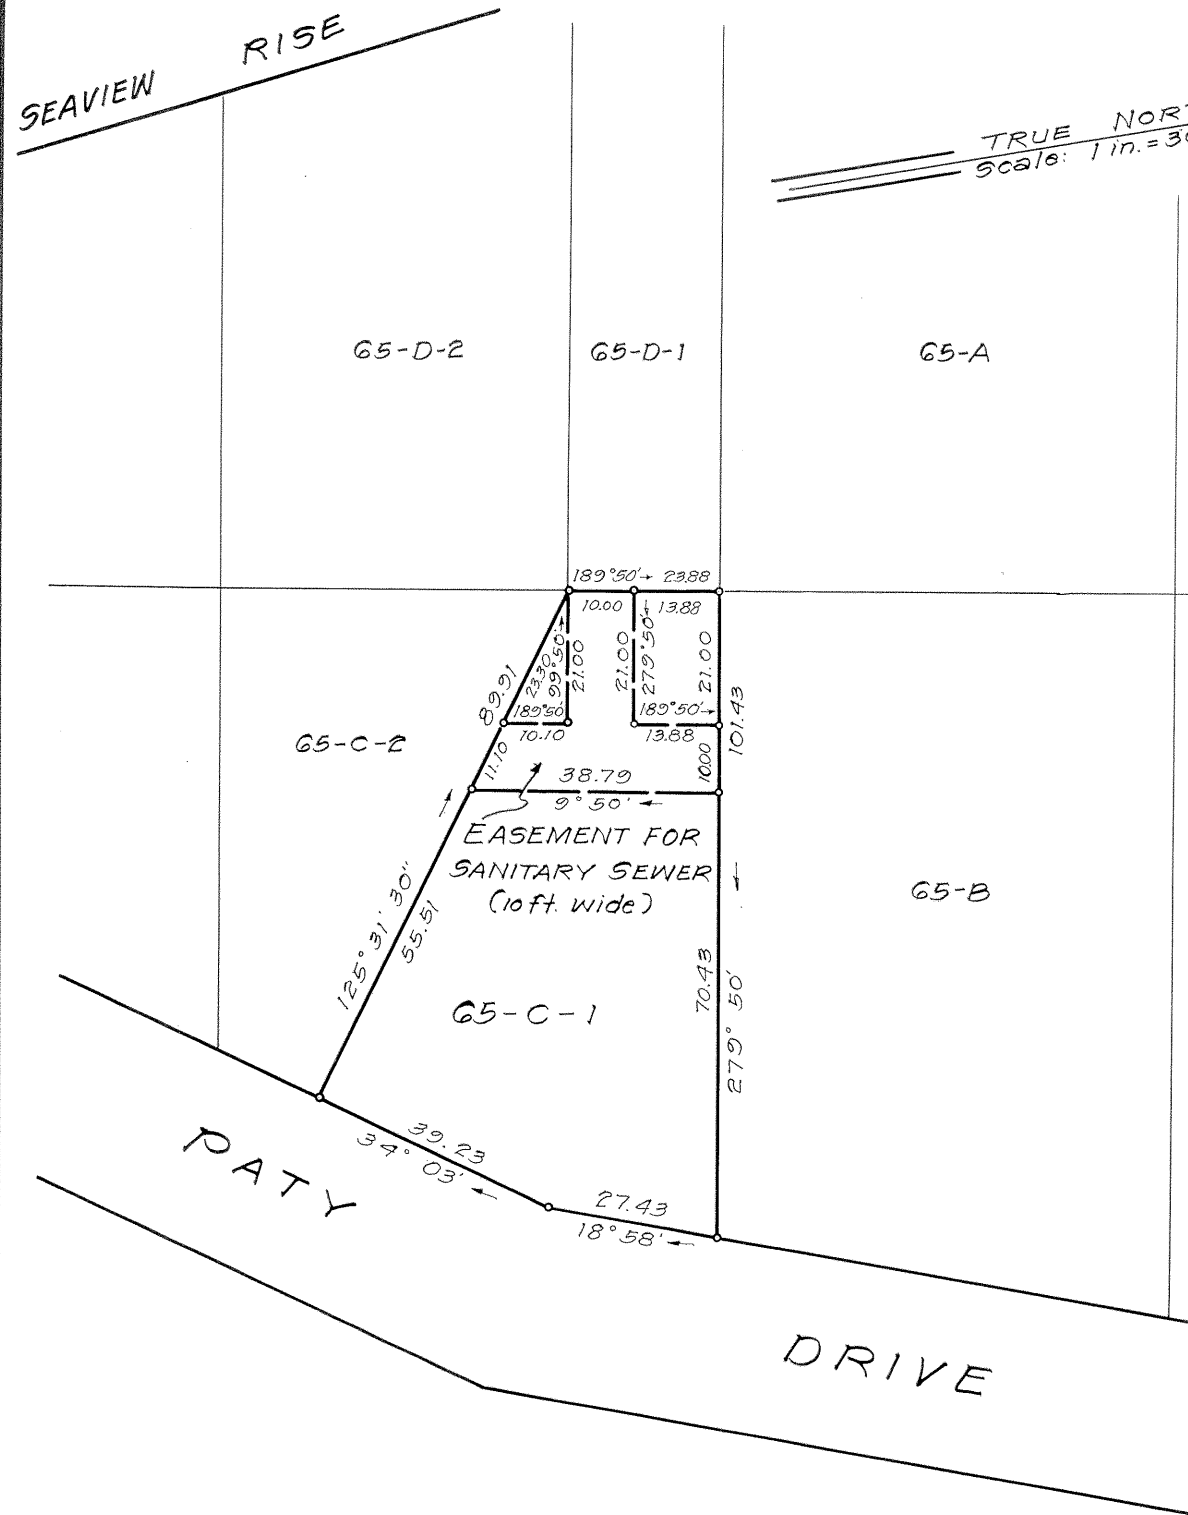 SEAVIEW RISE
TRUE NORT
Scale: 1 in. = 3
65-D-2
65-D-1
65-A
189°50' 23.88
10.00
13.88
89.91
23.30
99°50'
21.00
21.00
279°50'
21.00
101.43
189°50'
10.10
189°50'
13.88
65-C-2
11.10
38.79
9°50'
10.00
EASEMENT FOR
SANITARY SEWER
(10 ft. wide)
65-B
125° 31' 30"
55.51
70.43
279° 50'
65-C-1
39.23
34° 03'
27.43
18° 58'
PATY DRIVE